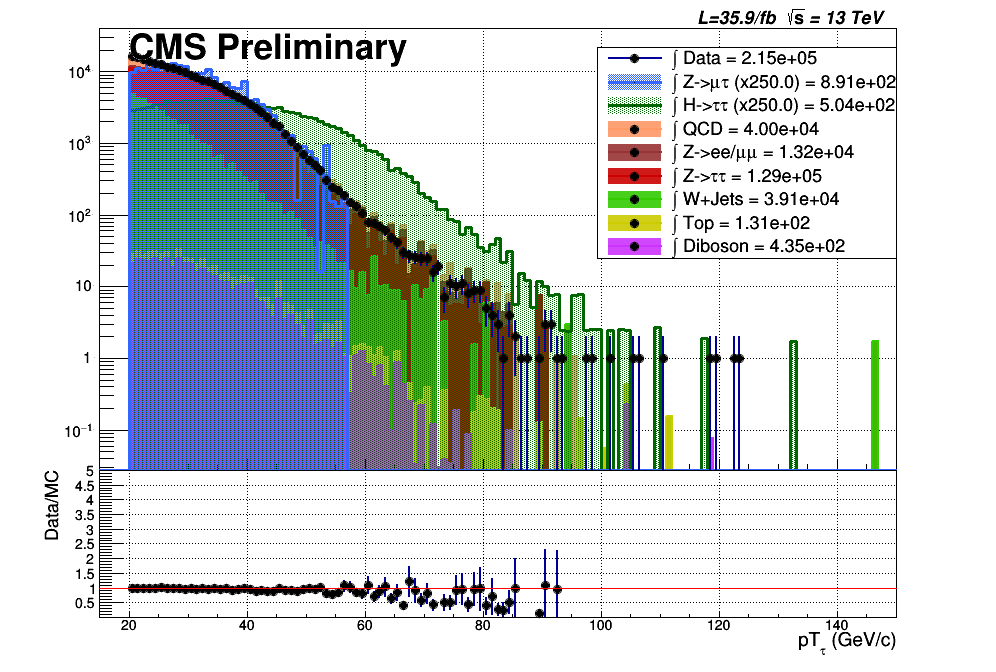 L=35.9/fb √s = 13 TeV
CMS Preliminary
∫ Data = 2.15e+05
∫ Z->μτ (x250.0) = 8.91e+02
∫ H->ττ (x250.0) = 5.04e+02
∫ QCD = 4.00e+04
∫ Z->ee/μμ = 1.32e+04
∫ Z->ττ = 1.29e+05
∫ W+Jets = 3.91e+04
∫ Top = 1.31e+02
∫ Diboson = 4.35e+02
10⁴
10³
10²
10
1
10⁻¹
Data/MC
5
4.5
4
3.5
3
2.5
2
1.5
1
0.5
20 40 60 80 100 120 140
pT_τ (GeV/c)